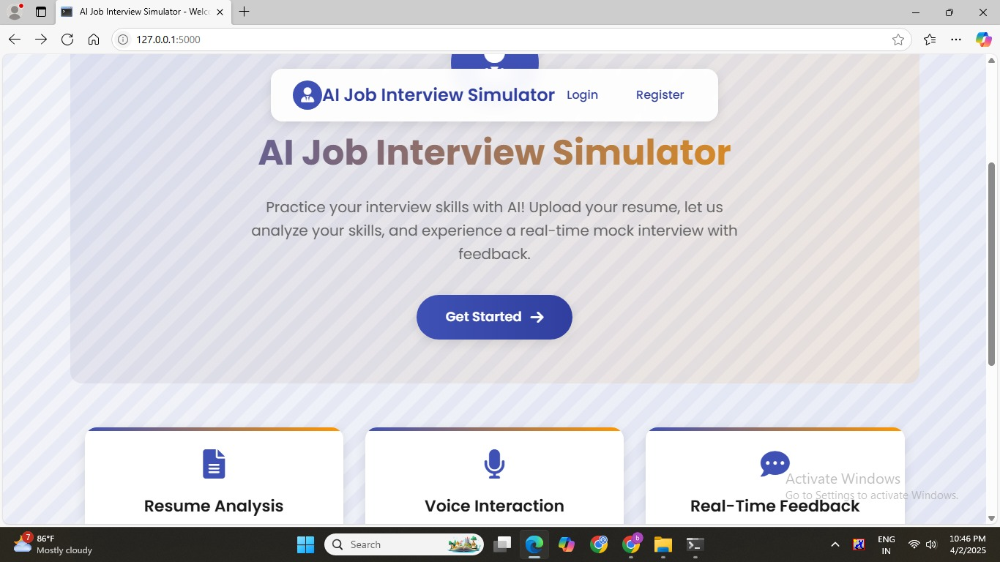 AI Job Interview Simulator - Welc
127.0.0.1:5000
AI Job Interview Simulator Login Register
AI Job Interview Simulator
Practice your interview skills with AI! Upload your resume, let us
analyze your skills, and experience a real-time mock interview with
feedback.
Get Started
Resume Analysis
Voice Interaction
Real-Time Feedback
Activate Windows
Go to Settings to activate Windows.
7
86°F
Mostly cloudy
Search
b
ENG
IN
10:46 PM
4/2/2025